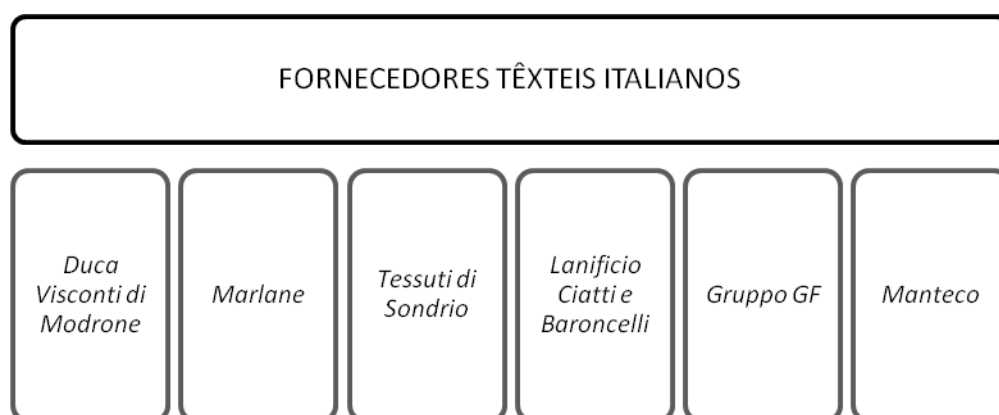 FORNECEDORES TÊXTEIS ITALIANOS
Duca
Visconti di
Modrone
Marlane
Tessuti di
Sondrio
Lanificio
Ciatti e
Baroncelli
Gruppo GF
Manteco